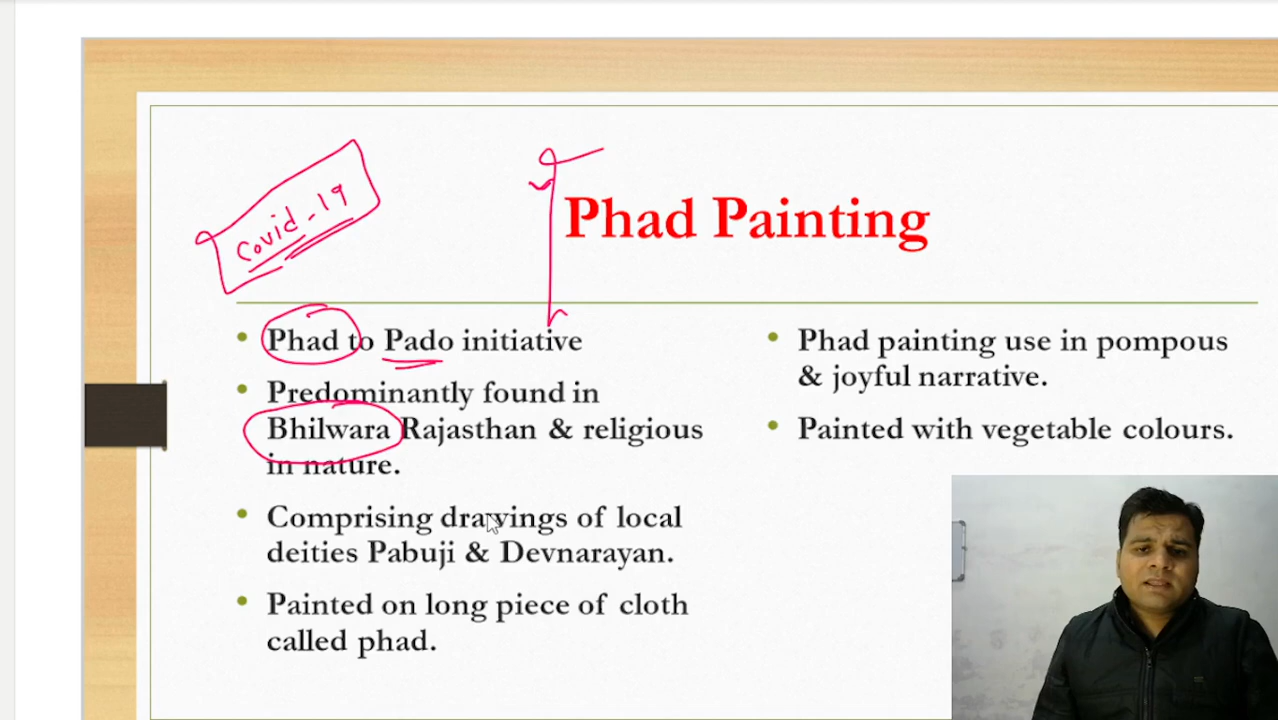 Covid-19
Phad Painting
• Phad to Pado initiative
• Predominantly found in
Bhilwara Rajasthan & religious
in nature.
• Comprising drawings of local
deities Pabuji & Devnarayan.
• Painted on long piece of cloth
called phad.
• Phad painting use in pompous
& joyful narrative.
• Painted with vegetable colours.